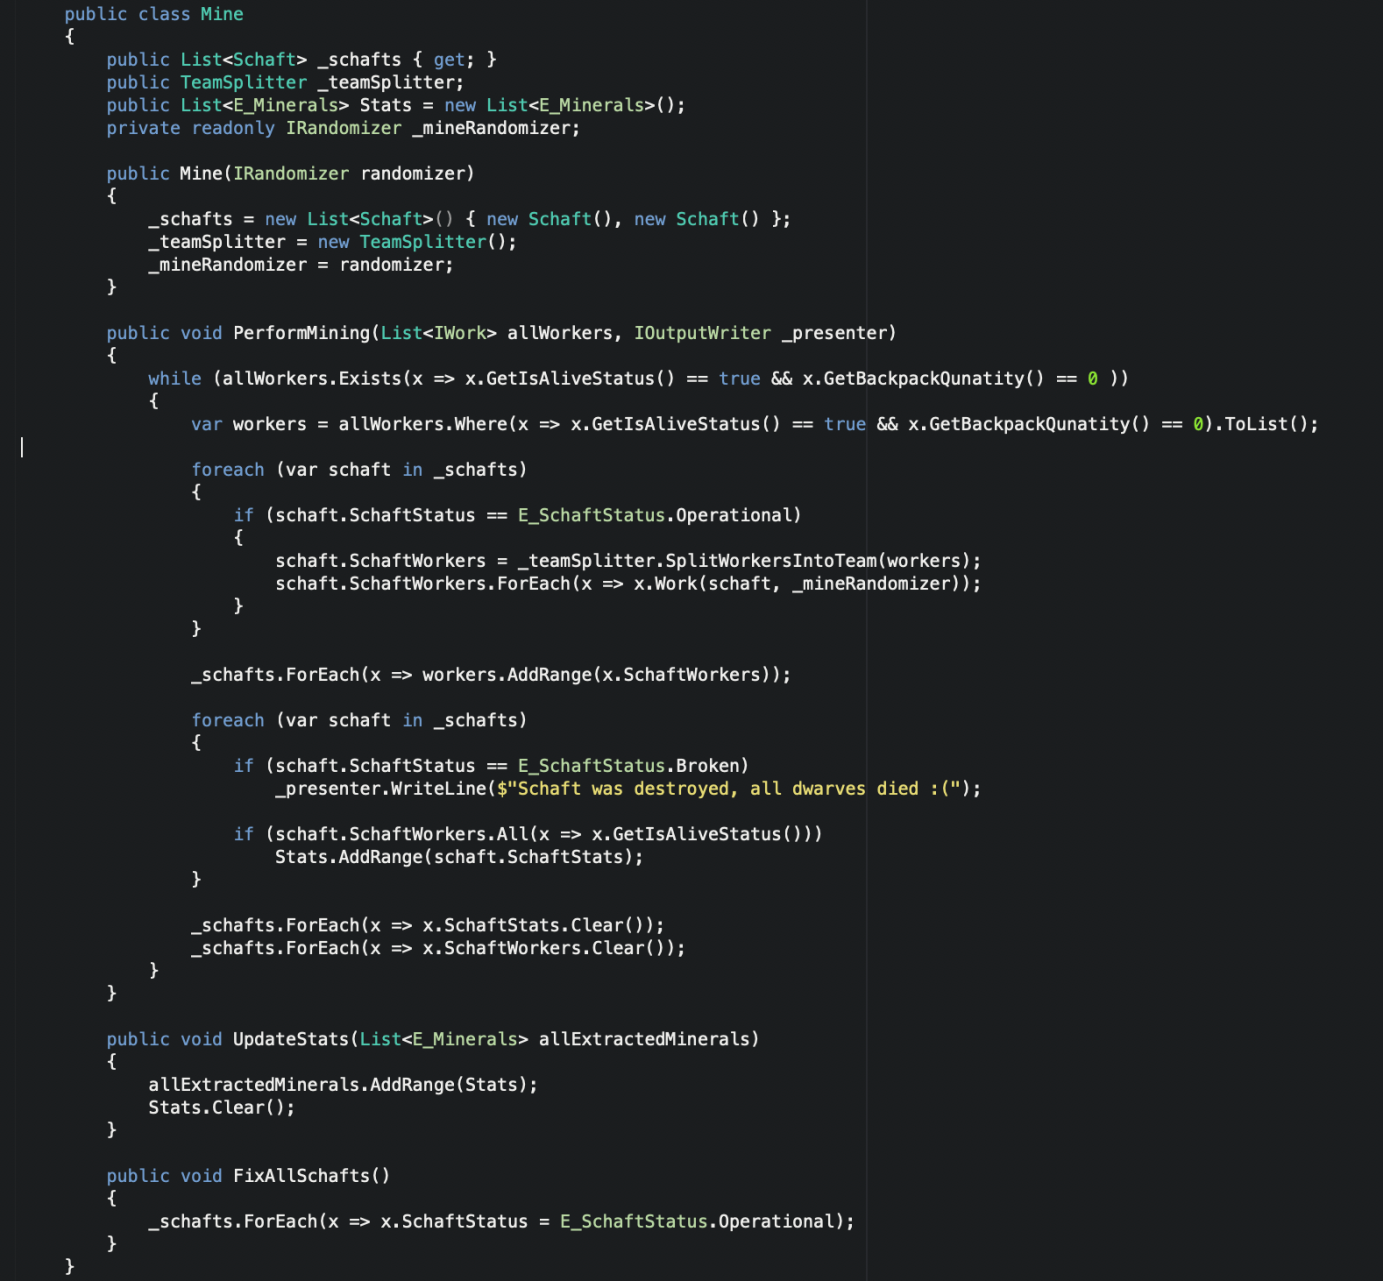 public class Mine
{
    public List<Schaft> _schafts { get; }
    public TeamSplitter _teamSplitter;
    public List<E_Minerals> Stats = new List<E_Minerals>();
    private readonly IRandomizer _mineRandomizer;

    public Mine(IRandomizer randomizer)
    {
        _schafts = new List<Schaft>() { new Schaft(), new Schaft() };
        _teamSplitter = new TeamSplitter();
        _mineRandomizer = randomizer;
    }

    public void PerformMining(List<IWork> allWorkers, IOutputWriter _presenter)
    {
        while (allWorkers.Exists(x => x.GetIsAliveStatus() == true && x.GetBackpackQunatity() == 0 ))
        {
            var workers = allWorkers.Where(x => x.GetIsAliveStatus() == true && x.GetBackpackQunatity() == 0).ToList();

            foreach (var schaft in _schafts)
            {
                if (schaft.SchaftStatus == E_SchaftStatus.Operational)
                {
                    schaft.SchaftWorkers = _teamSplitter.SplitWorkersIntoTeam(workers);
                    schaft.SchaftWorkers.ForEach(x => x.Work(schaft, _mineRandomizer));
                }
            }

            _schafts.ForEach(x => workers.AddRange(x.SchaftWorkers));

            foreach (var schaft in _schafts)
            {
                if (schaft.SchaftStatus == E_SchaftStatus.Broken)
                    _presenter.WriteLine($"Schaft was destroyed, all dwarves died :(");

                if (schaft.SchaftWorkers.All(x => x.GetIsAliveStatus()))
                    Stats.AddRange(schaft.SchaftStats);
            }

            _schafts.ForEach(x => x.SchaftStats.Clear());
            _schafts.ForEach(x => x.SchaftWorkers.Clear());
        }
    }

    public void UpdateStats(List<E_Minerals> allExtractedMinerals)
    {
        allExtractedMinerals.AddRange(Stats);
        Stats.Clear();
    }

    public void FixAllSchafts()
    {
        _schafts.ForEach(x => x.SchaftStatus = E_SchaftStatus.Operational);
    }
}